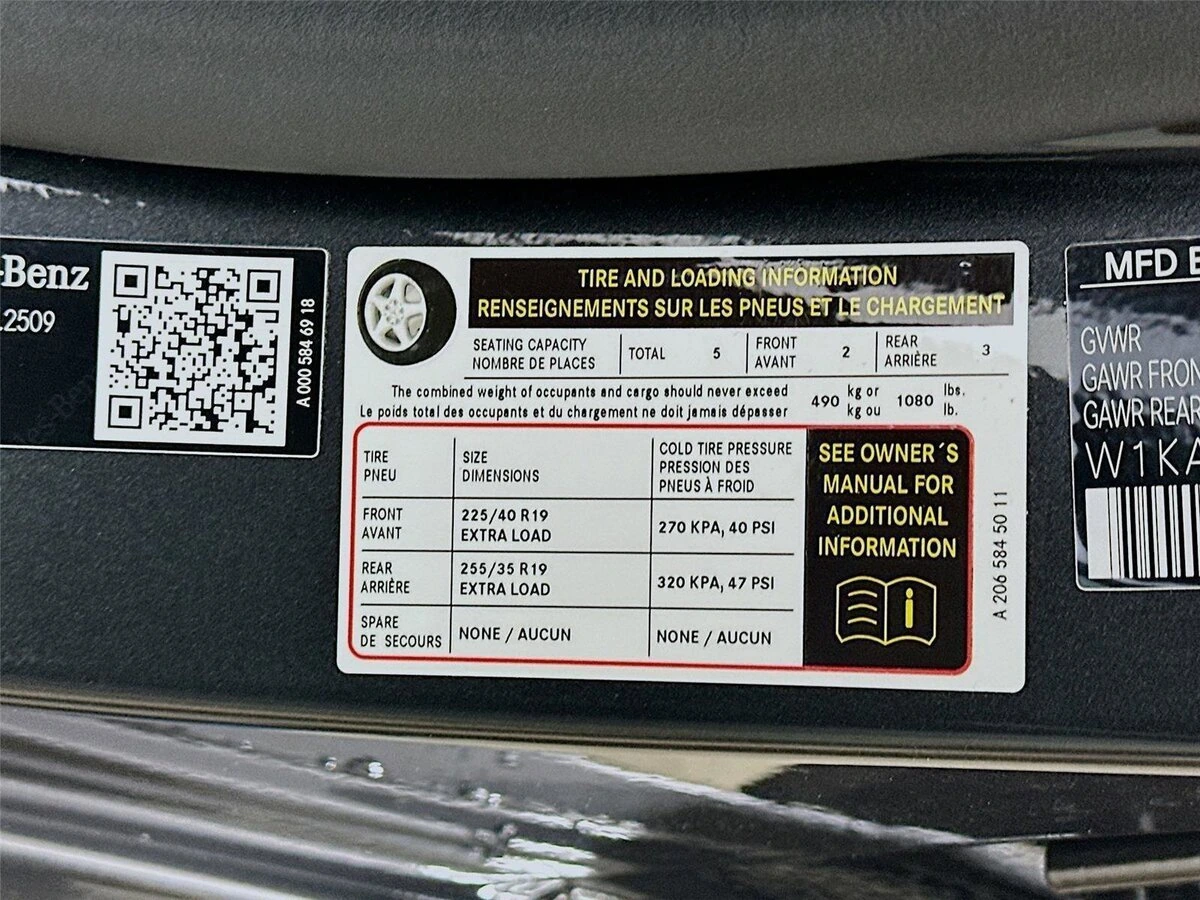 -Benz
.2509
A 000 584 69 18
TIRE AND LOADING INFORMATION
RENSEIGNEMENTS SUR LES PNEUS ET LE CHARGEMENT
SEATING CAPACITY
NOMBRE DE PLACES
TOTAL 5
FRONT
AVANT
2
REAR
ARRIÈRE
3
The combined weight of occupants and cargo should never exceed
Le poids total des occupants et du chargement ne doit jamais dépasser
490
kg or
kg ou
1080
lbs.
lb.
TIRE
PNEU
SIZE
DIMENSIONS
COLD TIRE PRESSURE
PRESSION DES
PNEUS À FROID
FRONT
AVANT
225/40 R19
EXTRA LOAD
270 KPA, 40 PSI
REAR
ARRIÈRE
255/35 R19
EXTRA LOAD
320 KPA, 47 PSI
SPARE
DE SECOURS
NONE / AUCUN
NONE / AUCUN
SEE OWNER´S
MANUAL FOR
ADDITIONAL
INFORMATION
i
A 206 584 50 11
MFD
GVWR
GAWR FRON
GAWR REAR
W1KA